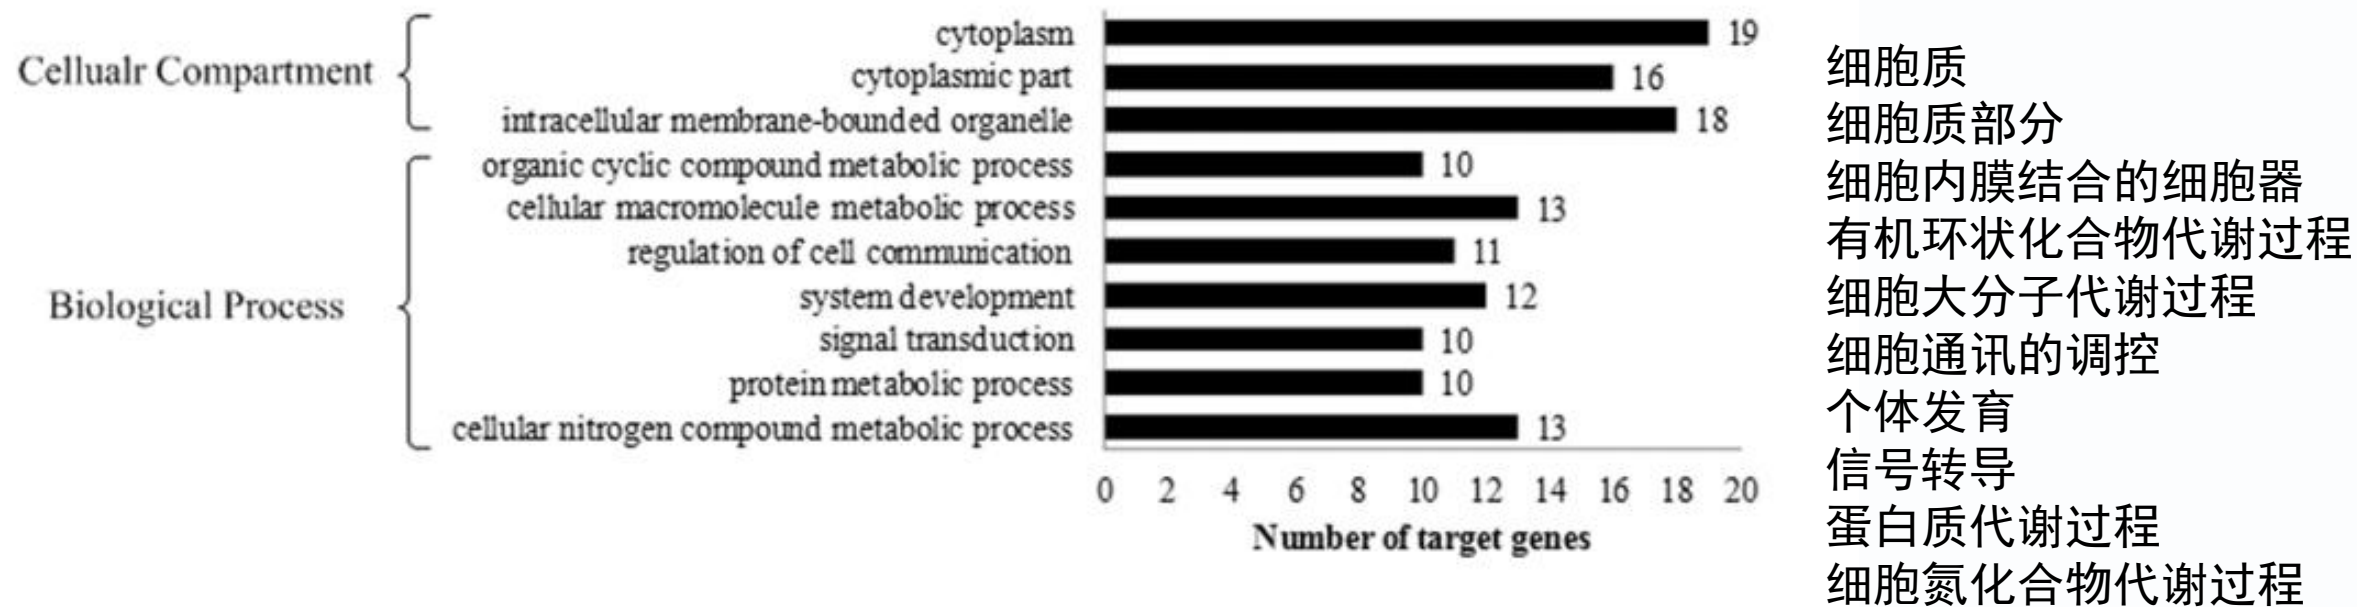 Cellualr Compartment
cytoplasm 19
cytoplasmic part 16
intracellular membrane-bounded organelle 18
Biological Process
organic cyclic compound metabolic process 10
cellular macromolecule metabolic process 13
regulation of cell communication 11
system development 12
signal transduction 10
protein metabolic process 10
cellular nitrogen compound metabolic process 13
0 2 4 6 8 10 12 14 16 18 20
Number of target genes
细胞质
细胞质部分
细胞内膜结合的细胞器
有机环状化合物代谢过程
细胞大分子代谢过程
细胞通讯的调控
个体发育
信号转导
蛋白质代谢过程
细胞氮化合物代谢过程